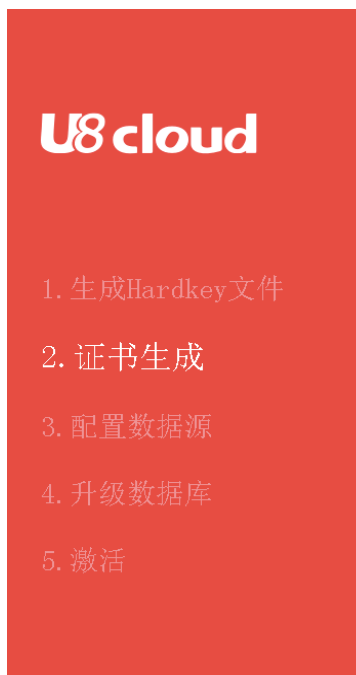 U8 cloud
1. 生成Hardkey文件
2. 证书生成
3. 配置数据源
4. 升级数据库
5. 激活